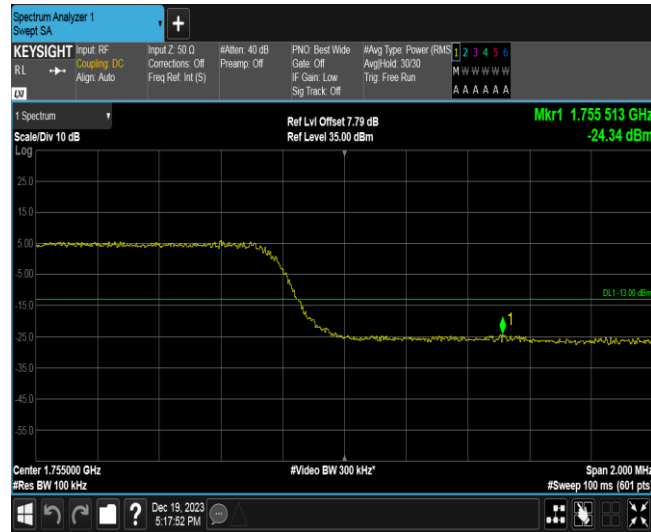 Spectrum Analyzer 1
Swept SA
+
KEYSIGHT Input: RF Input Z: 50 Ω #Atten: 40 dB PNO: Best Wide #Avg Type: Power (RMS 1 2 3 4 5 6
RL Coupling: DC Corrections: Off Preamp: Off Gate: Off Avg|Hold: 30/30 M W W W W W
Align: Auto Freq Ref: Int (S) IF Gain: Low Trig: Free Run
LXI Sig Track: Off A A A A A A
1 Spectrum Ref Lvl Offset 7.79 dB Mkr1 1.755 513 GHz
Scale/Div 10 dB Ref Level 35.00 dBm -24.34 dBm
Log
25.0
15.0
5.00
-5.00
DL1 -13.00 dBm
-15.0
1
-25.0
-35.0
-45.0
-55.0
Center 1.755000 GHz #Video BW 300 kHz* Span 2.000 MHz
#Res BW 100 kHz #Sweep 100 ms (601 pts)
? Dec 19, 2023
5:17:52 PM